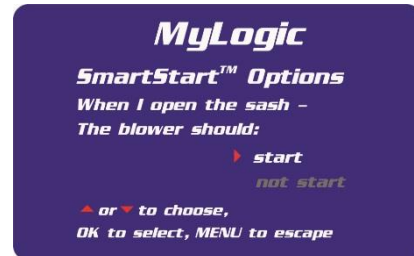 MyLogic
SmartStart™ Options
When I open the sash –
The blower should:
start
not start
or to choose,
OK to select, MENU to escape